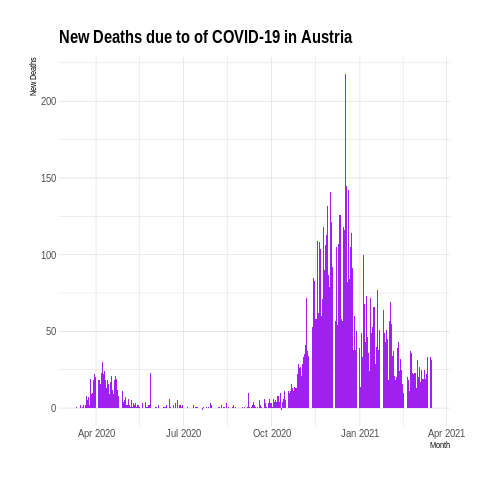 New Deaths due to of COVID-19 in Austria
New Deaths
200
150
100
50
0
Apr 2020
Jul 2020
Oct 2020
Jan 2021
Apr 2021
Month